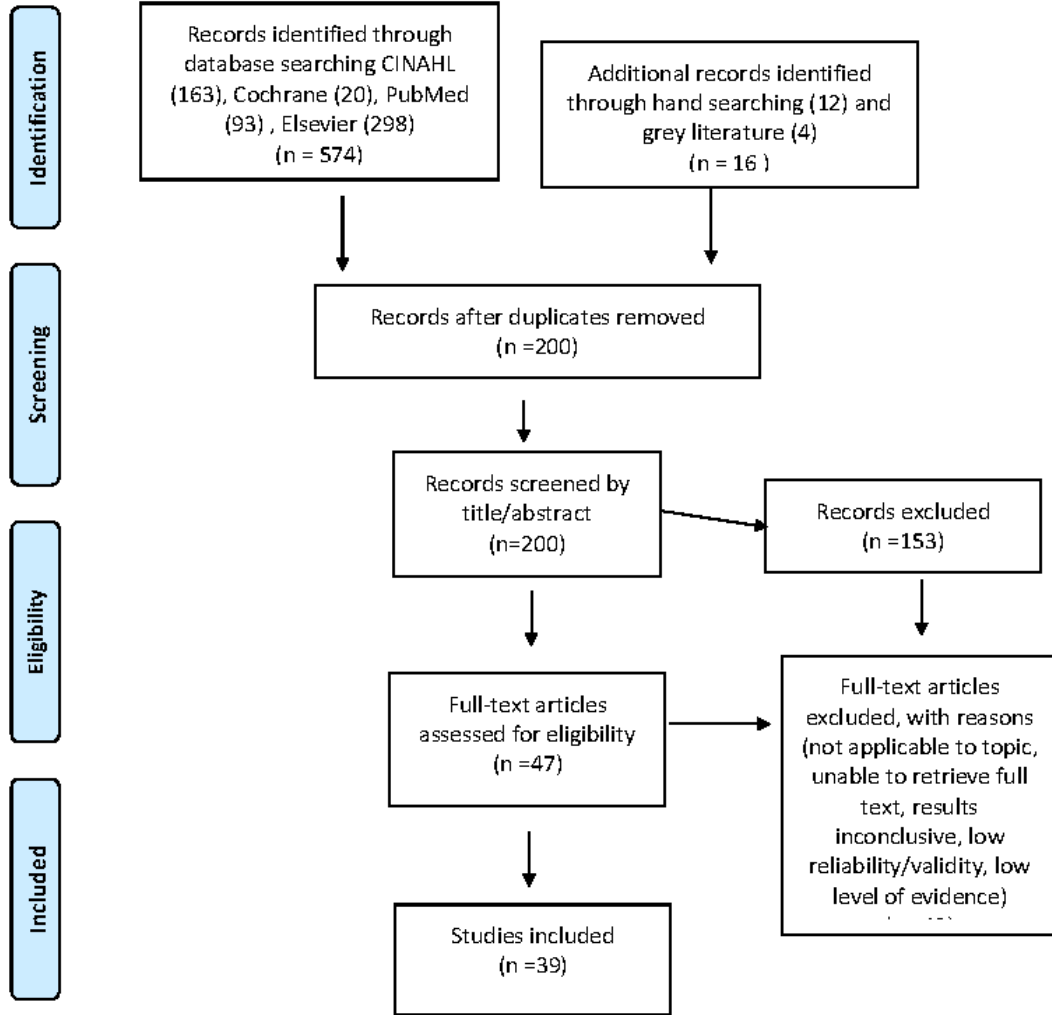 Identification
Records identified through
database searching CINAHL
(163), Cochrane (20), PubMed
(93) , Elsevier (298)
(n = 574)
Additional records identified
through hand searching (12) and
grey literature (4)
(n = 16 )
Screening
Records after duplicates removed
(n =200)
Records screened by
title/abstract
(n=200)
Records excluded
(n =153)
Eligibility
Full-text articles
assessed for eligibility
(n =47)
Full-text articles
excluded, with reasons
(not applicable to topic,
unable to retrieve full
text, results
inconclusive, low
reliability/validity, low
level of evidence)
Included
Studies included
(n =39)